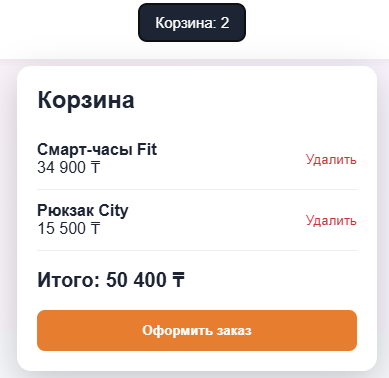 Корзина: 2
Корзина
Смарт-часы Fit
34 900 ₸
Удалить
Рюкзак City
15 500 ₸
Удалить
Итого: 50 400 ₸
Оформить заказ